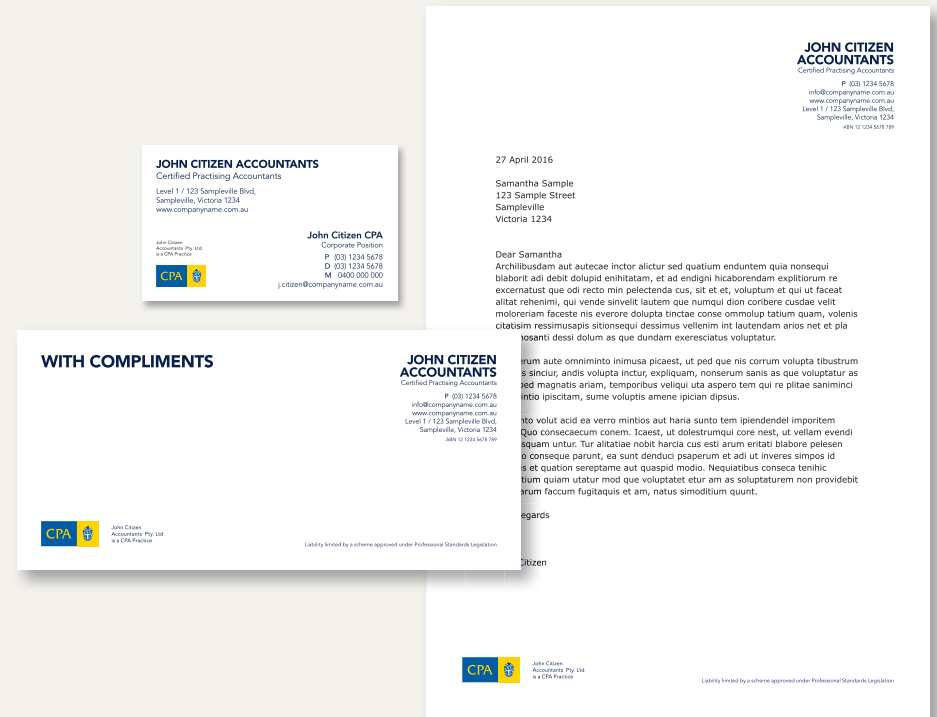 JOHN CITIZEN ACCOUNTANTS
Certified Practising Accountants
Level 1 / 123 Sampleville Blvd,
Sampleville, Victoria 1234
www.companyname.com.au
John Citizen CPA
Corporate Position
P (03) 1234 5678
D (03) 1234 5678
M 0400 000 000
j.citizen@companyname.com.au
John Citizen
Accountants Pty. Ltd.
is a CPA Practice
CPA
WITH COMPLIMENTS
JOHN CITIZEN
ACCOUNTANTS
Certified Practising Accountants
P (03) 1234 5678
info@companyname.com.au
www.companyname.com.au
Level 1 / 123 Sampleville Blvd,
Sampleville, Victoria 1234
ABN 12 1234 5678 789
CPA
John Citizen
Accountants Pty. Ltd.
is a CPA Practice
Liability limited by a scheme approved under Professional Standards Legislation
JOHN CITIZEN
ACCOUNTANTS
Certified Practising Accountants
P (03) 1234 5678
info@companyname.com.au
www.companyname.com.au
Level 1 / 123 Sampleville Blvd,
Sampleville, Victoria 1234
ABN 12 1234 5678 789
27 April 2016
Samantha Sample
123 Sample Street
Sampleville
Victoria 1234
Dear Samantha
Archilibusdam aut autecae inctor alictur sed quatium enduntem quia nonsequi
blaborit adi debit dolupid enihitatam, et ad endigni hicaborendam explitiorum re
excernatust que odi recto min pelectenda cus, sit et et, voluptum et qui ut faceat
alitat rehenimi, qui vende sinvelit lautem que numqui dion coribere cusdae velit
moloreriam faceste nis everore dolupta tinctae conse ommolup tatium quam, volenis
citatisim ressimusapis sitionsequi dessimus vellenim int lautendam arios net et pla
nosanti dessi dolum as que dundam exeresciatus voluptatur.
erum aute omniminto inimusa picaest, ut ped que nis corrum volupta tibustrum
s sinciur, andis volupta inctur, expliquam, nonserum sanis as que voluptatur as
ped magnatis ariam, temporibus veliqui uta aspero tem qui re plitae saniminci
ntio ipiscitam, sume voluptis amene ipician dipsus.
nto volut acid ea verro mintios aut haria sunto tem ipiendendel imporitem
Quo consecaecum conem. Icaest, ut dolestrumqui core nest, ut vellam evendi
squam untur. Tur alitatiae nobit harcia cus esti arum eritati blabore pelesen
o conseque parunt, ea sunt denduci psaperum et adi ut inveres simpos id
is et quation sereptame aut quaspid modio. Nequiatibus conseca tenihic
tium quiam utatur mod que voluptatet etur am as soluptaturem non providebit
arum faccum fugitaquis et am, natus simoditium quunt.
egards
Citizen
CPA
John Citizen
Accountants Pty. Ltd.
is a CPA Practice
Liability limited by a scheme approved under Professional Standards Legislation